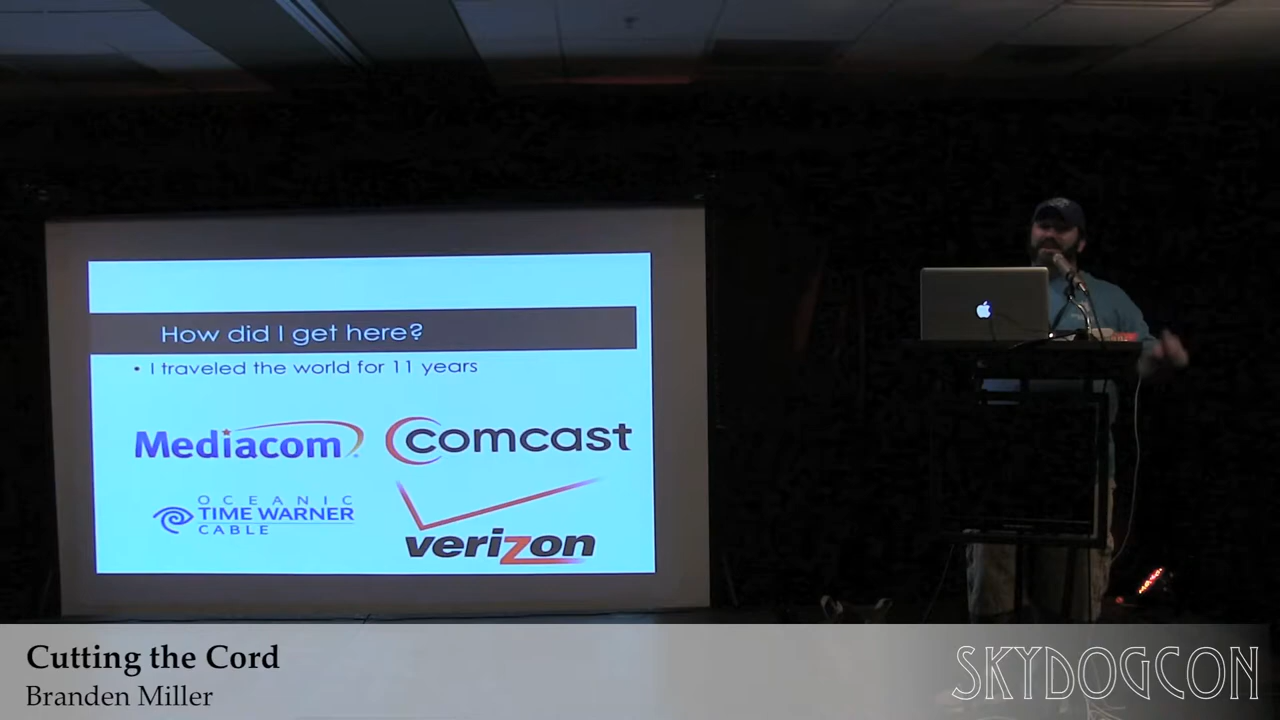 How did I get here?
• I traveled the world for 11 years
Mediacom
comcast
OCEANIC
TIME WARNER
CABLE
verizon
Cutting the Cord
Branden Miller
SKYDOGCON